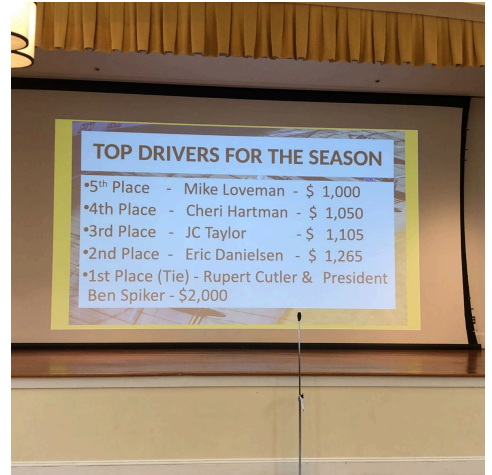 TOP DRIVERS FOR THE SEASON
•5th Place - Mike Loveman - $ 1,000
•4th Place - Cheri Hartman - $ 1,050
•3rd Place - JC Taylor - $ 1,105
•2nd Place - Eric Danielsen - $ 1,265
•1st Place (Tie) - Rupert Cutler & President
Ben Spiker - $2,000